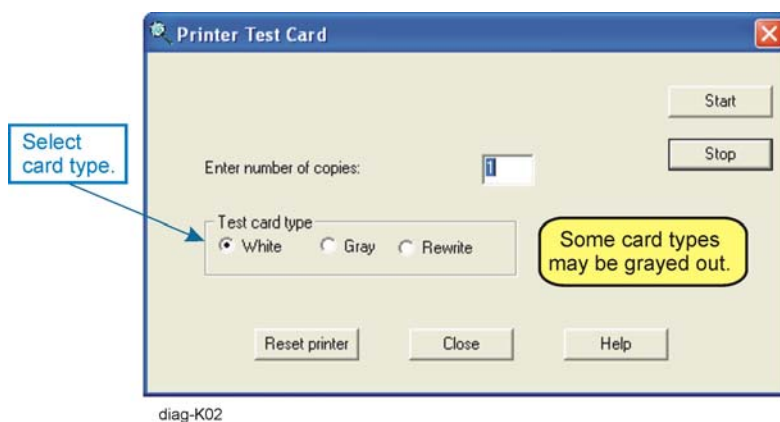 Printer Test Card
Start
Select
card type.
Enter number of copies:
1
Stop
Test card type
White Gray Rewrite
Some card types
may be grayed out.
Reset printer Close Help
diag-K02